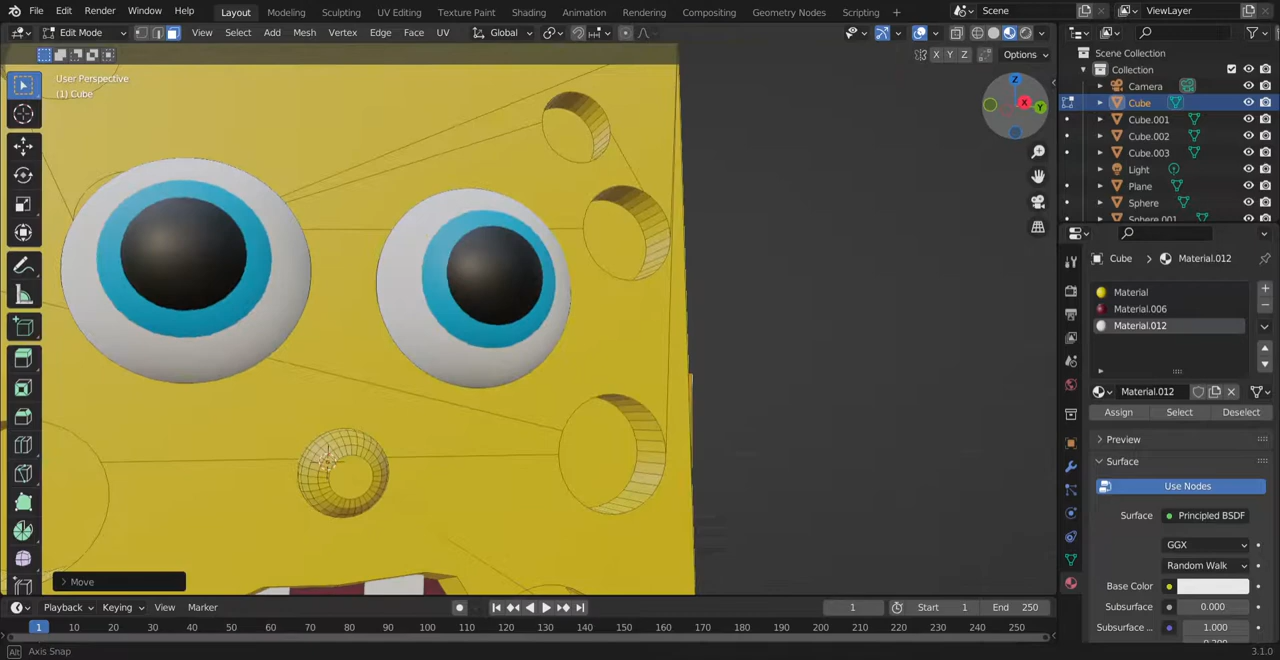 File Edit Render Window Help Layout Modeling Sculpting UV Editing Texture Paint Shading Animation Rendering Compositing Geometry Nodes Scripting + Scene ViewLayer
Edit Mode View Select Add Mesh Vertex Edge Face UV Global
X Y Z Options
User Perspective
(1) Cube
Z
X
Y
Scene Collection
Collection
Camera
Cube
Cube.001
Cube.002
Cube.003
Light
Plane
Sphere
Sphere.001
Cube > Material.012
Material
Material.006
Material.012
Material.012
Assign Select Deselect
Preview
Surface
Use Nodes
Surface Principled BSDF
GGX
Random Walk
Base Color
Subsurface 0.000
Subsurface ... 1.000
0.200
> Move
Playback Keying View Marker 1 Start 1 End 250
1 10 20 30 40 50 60 70 80 90 100 110 120 130 140 150 160 170 180 190 200 210 220 230 240 250
Alt Axis Snap 3.1.0